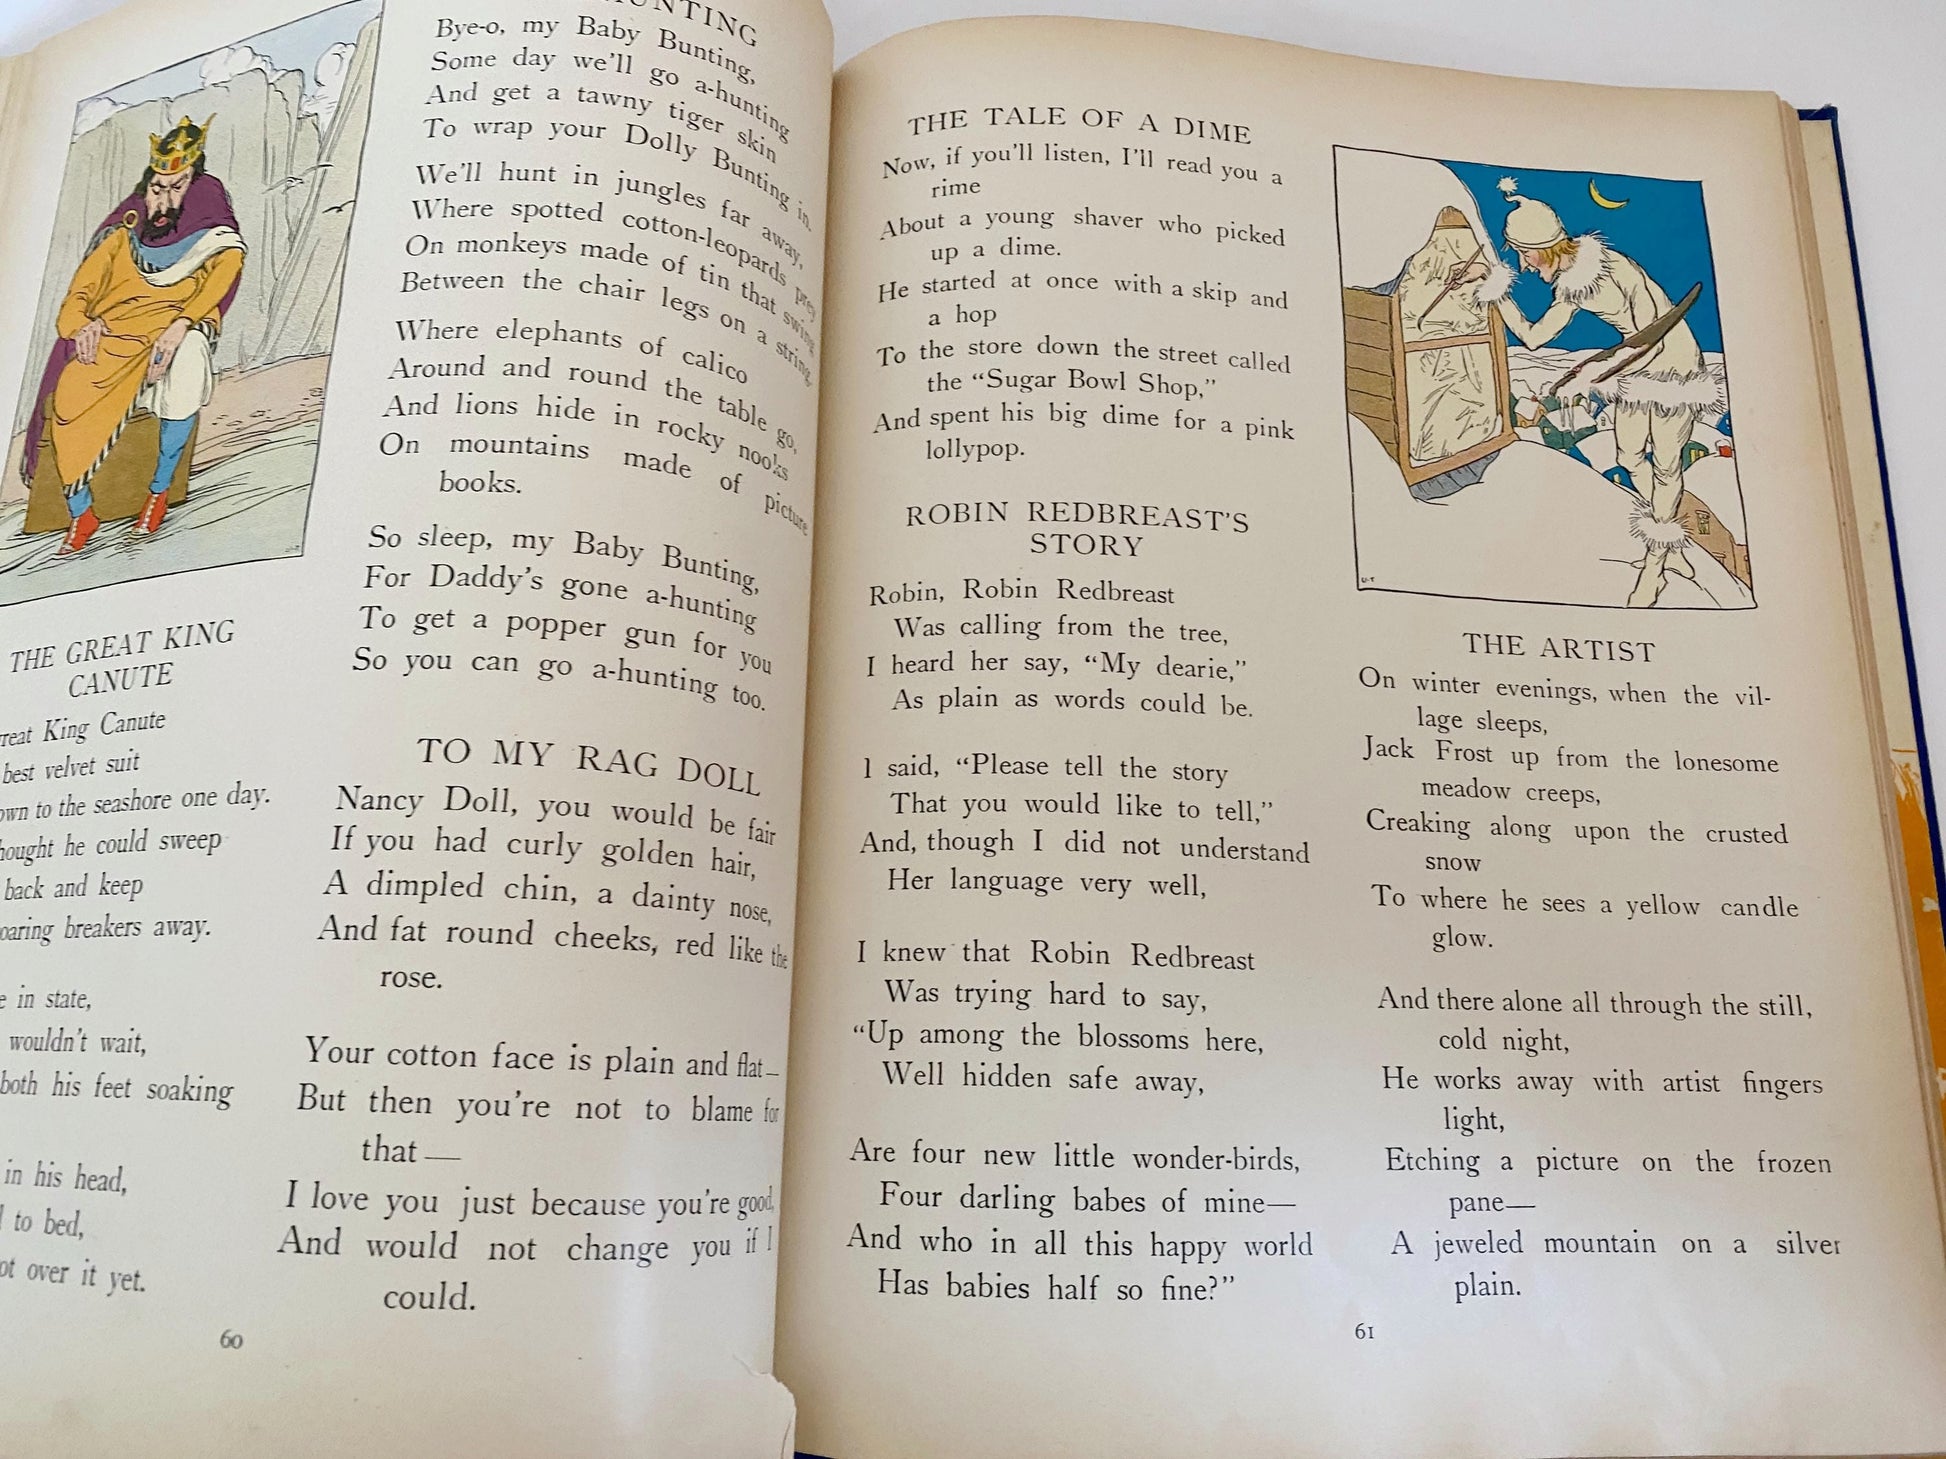 THE GREAT KING
CANUTE
King Canute
best velvet suit
to the seashore one day.
he could sweep
back and keep
breakers away.
in state,
wouldn't wait,
both his feet soaking
in his head,
to bed,
over it yet.
Bye-o, my Baby Bunting,
Some day we'll go a-hunting
And get a tawny tiger skin
To wrap your Dolly Bunting in.
We'll hunt in jungles far away,
Where spotted cotton-leopards prey
On monkeys made of tin that swing
Between the chair legs on a string.
Where elephants of calico
Around and round the table go,
And lions hide in rocky nooks
On mountains made of picture
books.
So sleep, my Baby Bunting,
For Daddy's gone a-hunting
To get a popper gun for you
So you can go a-hunting too.
TO MY RAG DOLL
Nancy Doll, you would be fair
If you had curly golden hair,
A dimpled chin, a dainty nose,
And fat round cheeks, red like the
rose.
Your cotton face is plain and flat—
But then you're not to blame for
that—
I love you just because you're good,
And would not change you if I
could.
60
THE TALE OF A DIME
Now, if you'll listen, I'll read you a
rime
About a young shaver who picked
up a dime.
He started at once with a skip and
a hop
To the store down the street called
the "Sugar Bowl Shop,"
And spent his big dime for a pink
lollypop.
ROBIN REDBREAST'S
STORY
Robin, Robin Redbreast
Was calling from the tree,
I heard her say, "My dearie,"
As plain as words could be.
I said, "Please tell the story
That you would like to tell,"
And, though I did not understand
Her language very well,
I knew that Robin Redbreast
Was trying hard to say,
"Up among the blossoms here,
Well hidden safe away,
Are four new little wonder-birds,
Four darling babes of mine—
And who in all this happy world
Has babies half so fine?"
THE ARTIST
On winter evenings, when the vil-
lage sleeps,
Jack Frost up from the lonesome
meadow creeps,
Creaking along upon the crusted
snow
To where he sees a yellow candle
glow.
And there alone all through the still,
cold night,
He works away with artist fingers
light,
Etching a picture on the frozen
pane—
A jeweled mountain on a silver
plain.
61